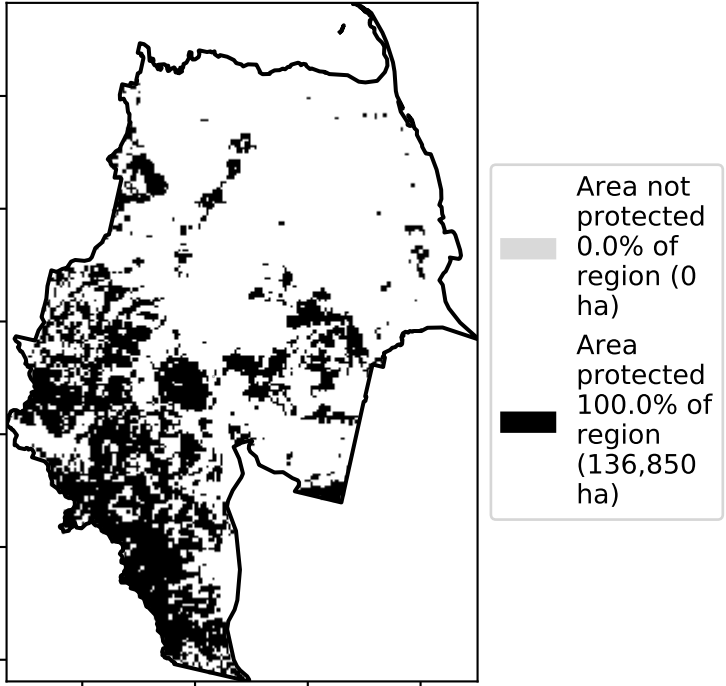 Area not
protected
0.0% of
region (0
ha)
Area
protected
100.0% of
region
(136,850
ha)